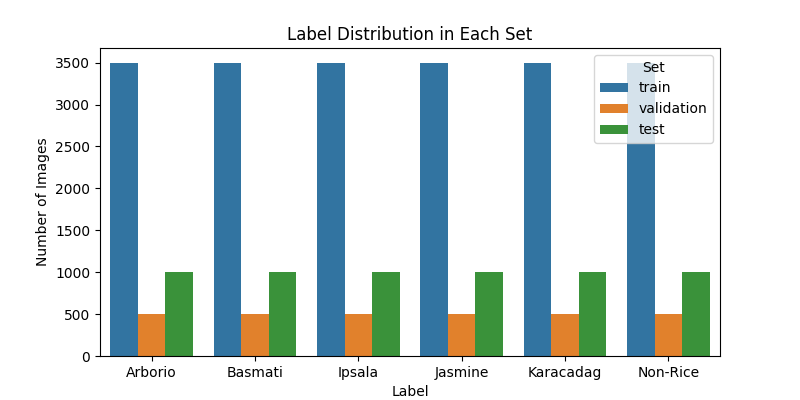 Label Distribution in Each Set
Number of Images
3500
3000
2500
2000
1500
1000
500
0
Set
train
validation
test
Arborio Basmati Ipsala Jasmine Karacadag Non-Rice
Label